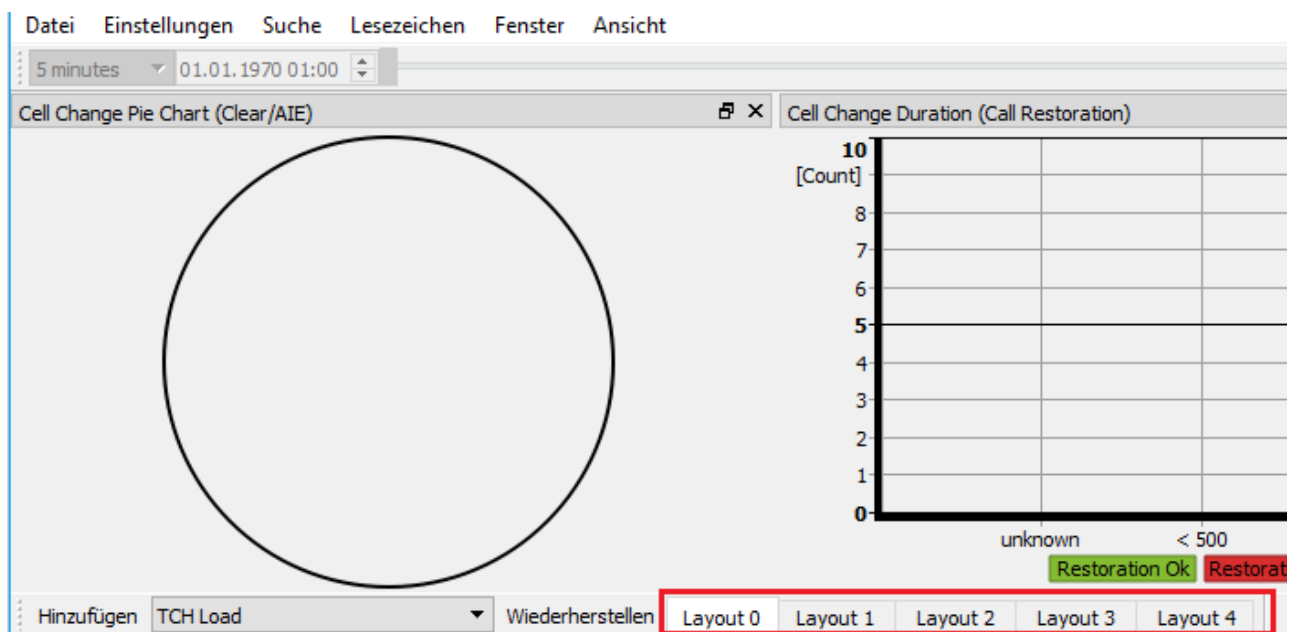 Datei Einstellungen Suche Lesezeichen Fenster Ansicht
5 minutes 01.01.1970 01:00
Cell Change Pie Chart (Clear/AIE)
Cell Change Duration (Call Restoration)
10
[Count]
8
7
6
5
4
3
2
1
0
unknown < 500
Restoration Ok
Hinzufügen TCH Load Wiederherstellen Layout 0 Layout 1 Layout 2 Layout 3 Layout 4